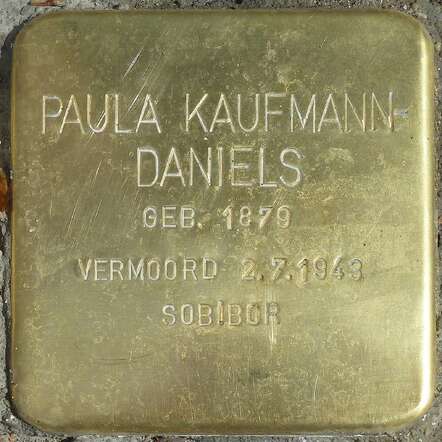 PAULA KAUFMANN-
DANIELS
GEB. 1879
VERMOORD 2.7.1943
SOBIBOR